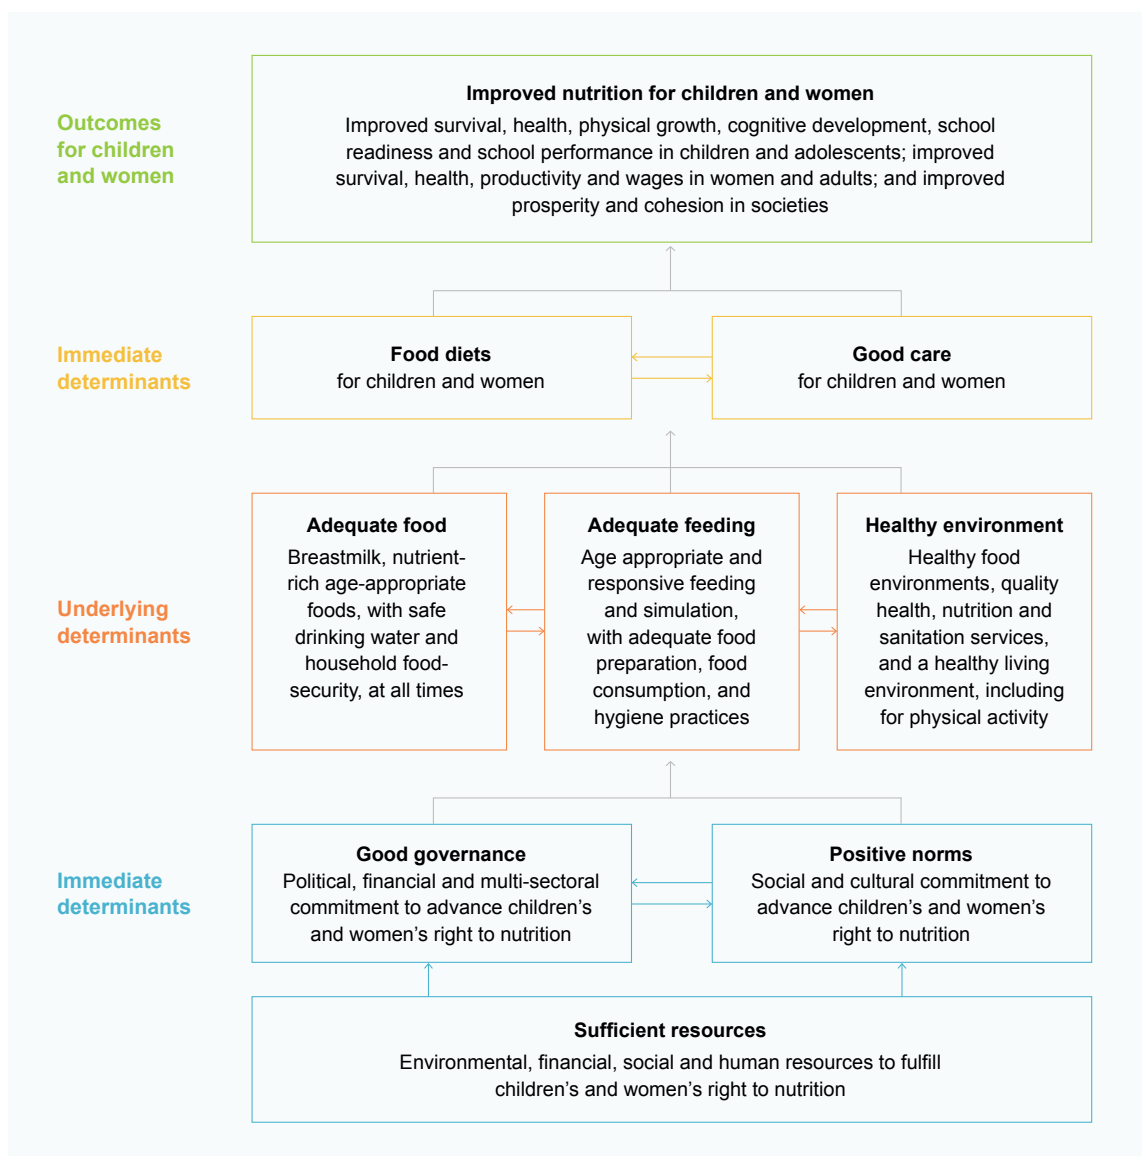 Outcomes
for children
and women
Improved nutrition for children and women
Improved survival, health, physical growth, cognitive development, school
readiness and school performance in children and adolescents; improved
survival, health, productivity and wages in women and adults; and improved
prosperity and cohesion in societies
Immediate
determinants
Food diets
for children and women
Good care
for children and women
Underlying
determinants
Adequate food
Breastmilk, nutrient-
rich age-appropriate
foods, with safe
drinking water and
household food-
security, at all times
Adequate feeding
Age appropriate and
responsive feeding
and simulation,
with adequate food
preparation, food
consumption, and
hygiene practices
Healthy environment
Healthy food
environments, quality
health, nutrition and
sanitation services,
and a healthy living
environment, including
for physical activity
Immediate
determinants
Good governance
Political, financial and multi-sectoral
commitment to advance children’s
and women’s right to nutrition
Positive norms
Social and cultural commitment to
advance children’s and women’s
right to nutrition
Sufficient resources
Environmental, financial, social and human resources to fulfill
children’s and women’s right to nutrition